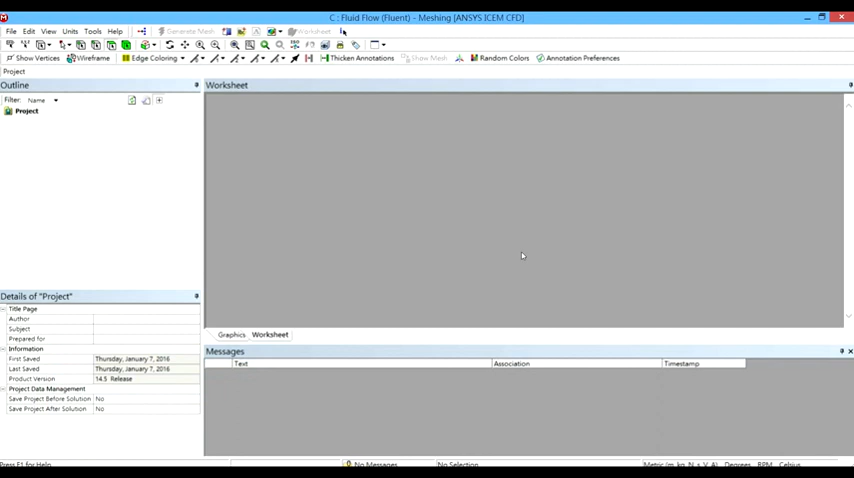 C : Fluid Flow (Fluent) - Meshing [ANSYS ICEM CFD]
File Edit View Units Tools Help Generate Mesh Worksheet
Show Vertices Wireframe Edge Coloring Thicken Annotations Show Mesh Random Colors Annotation Preferences
Project
Outline
Filter: Name
Project
Worksheet
Details of "Project"
Title Page
Author
Subject
Prepared for
Information
First Saved Thursday, January 7, 2016
Last Saved Thursday, January 7, 2016
Product Version 14.5 Release
Project Data Management
Save Project Before Solution No
Save Project After Solution No
Graphics Worksheet
Messages
Text Association Timestamp
Press F1 for Help No Messages No Selection Metric (m, kg, N, s, V, A) Degrees RPM Celsius